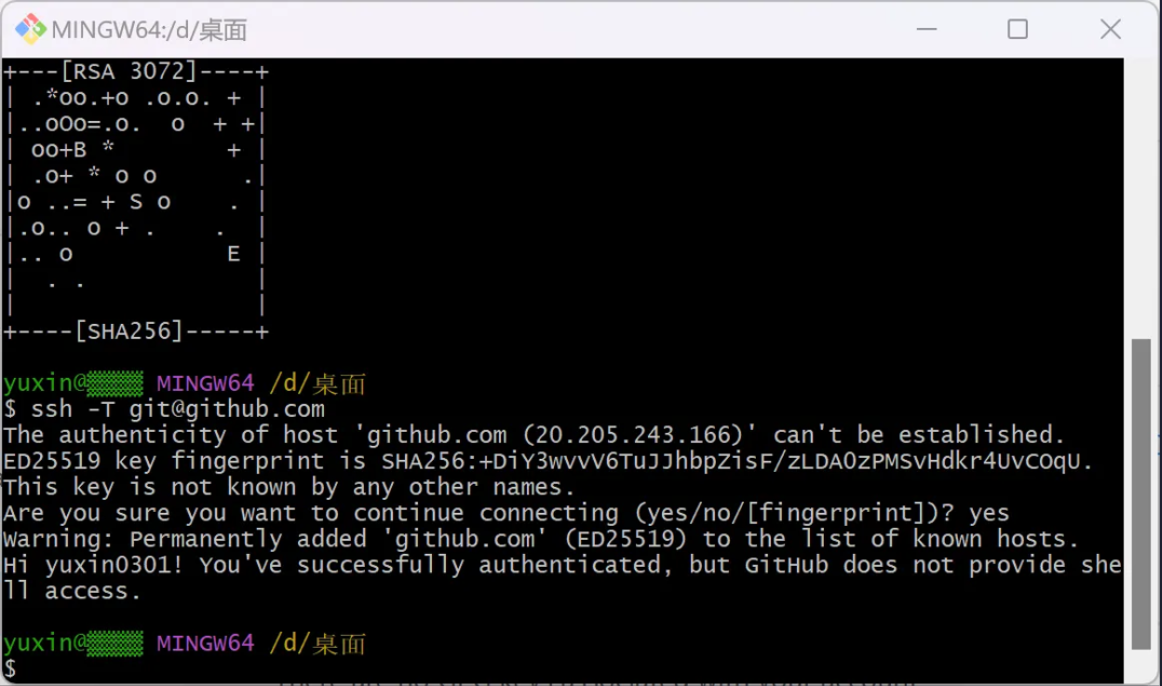 MINGW64:/d/桌面
+---[RSA 3072]----+
| .*oo.+o .o.o. + |
|..oOo=.o.  o  + +|
| oo+B *        + |
| .o+ * o o      .|
|o ..= + S o    . |
|.o.. o + .    .  |
|.. o           E |
|  . .            |
|                 |
+----[SHA256]-----+
yuxin@▒▒▒▒ MINGW64 /d/桌面
$ ssh -T git@github.com
The authenticity of host 'github.com (20.205.243.166)' can't be established.
ED25519 key fingerprint is SHA256:+DiY3wvvV6TuJJhbpZisF/zLDA0zPMSvHdkr4UvCOqU.
This key is not known by any other names.
Are you sure you want to continue connecting (yes/no/[fingerprint])? yes
Warning: Permanently added 'github.com' (ED25519) to the list of known hosts.
Hi yuxin0301! You've successfully authenticated, but GitHub does not provide she
ll access.
yuxin@▒▒▒▒ MINGW64 /d/桌面
$